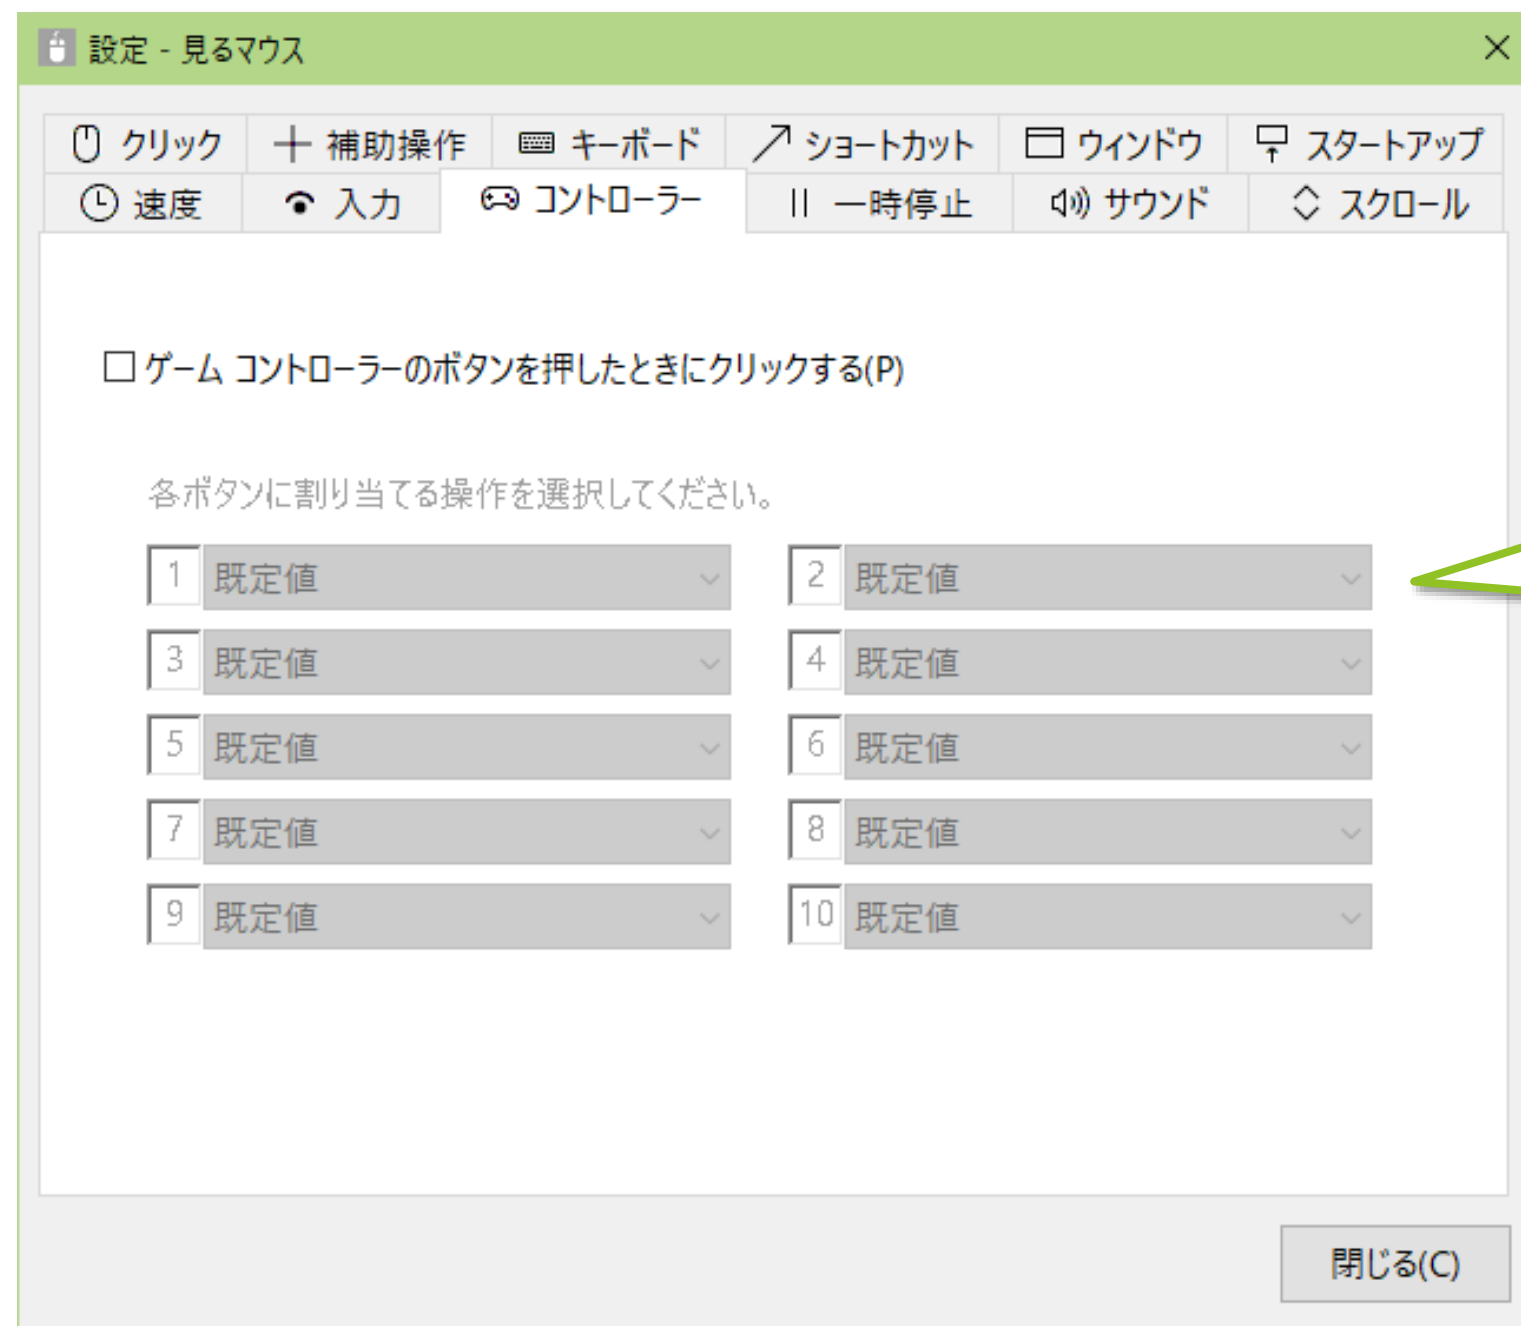 設定 - 見るマウス
クリック 補助操作 キーボード ショートカット ウィンドウ スタートアップ
速度 入力 コントローラー 一時停止 サウンド スクロール
ゲーム コントローラーのボタンを押したときにクリックする(P)
各ボタンに割り当てる操作を選択してください。
1 既定値 2 既定値
3 既定値 4 既定値
5 既定値 6 既定値
7 既定値 8 既定値
9 既定値 10 既定値
閉じる(C)